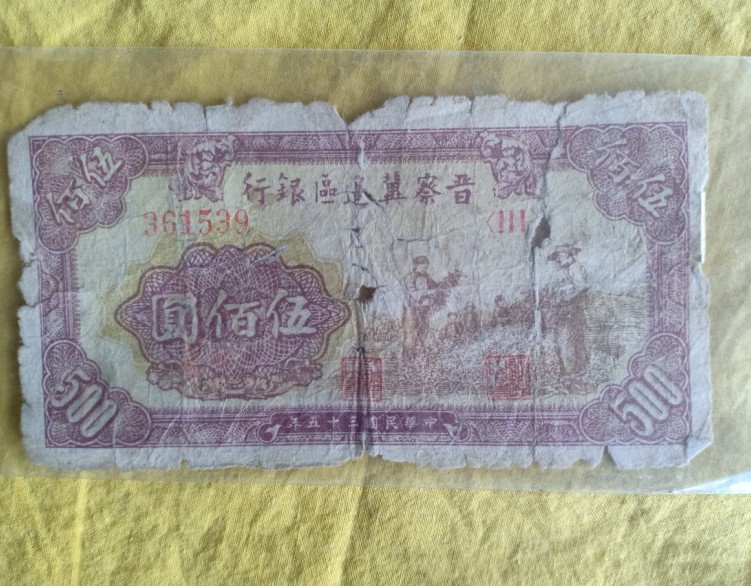 伍佰
伍佰
晉察冀邊區銀行
361539
伍佰圓
500
500
中華民國三十五年